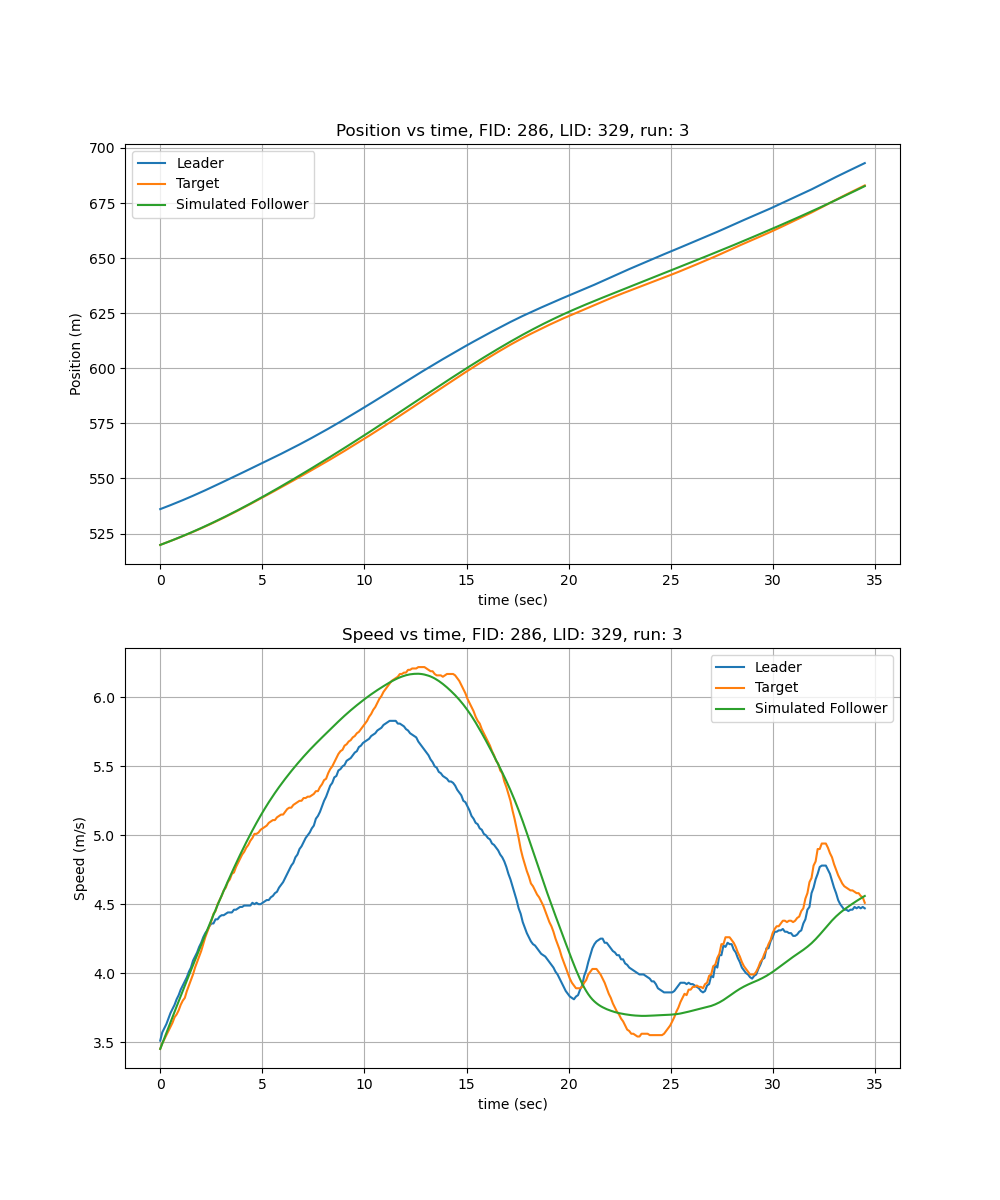 Position vs time, FID: 286, LID: 329, run: 3
Leader
Target
Simulated Follower
Position (m)
700
675
650
625
600
575
550
525
0 5 10 15 20 25 30 35
time (sec)
Speed vs time, FID: 286, LID: 329, run: 3
Leader
Target
Simulated Follower
Speed (m/s)
6.0
5.5
5.0
4.5
4.0
3.5
0 5 10 15 20 25 30 35
time (sec)